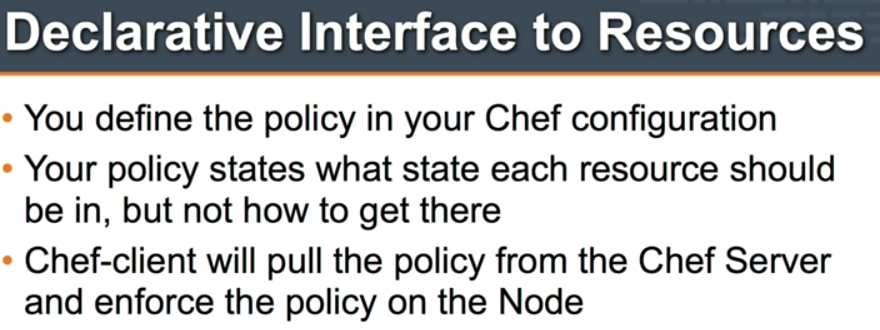 Declarative Interface to Resources
• You define the policy in your Chef configuration
• Your policy states what state each resource should
be in, but not how to get there
• Chef-client will pull the policy from the Chef Server
and enforce the policy on the Node